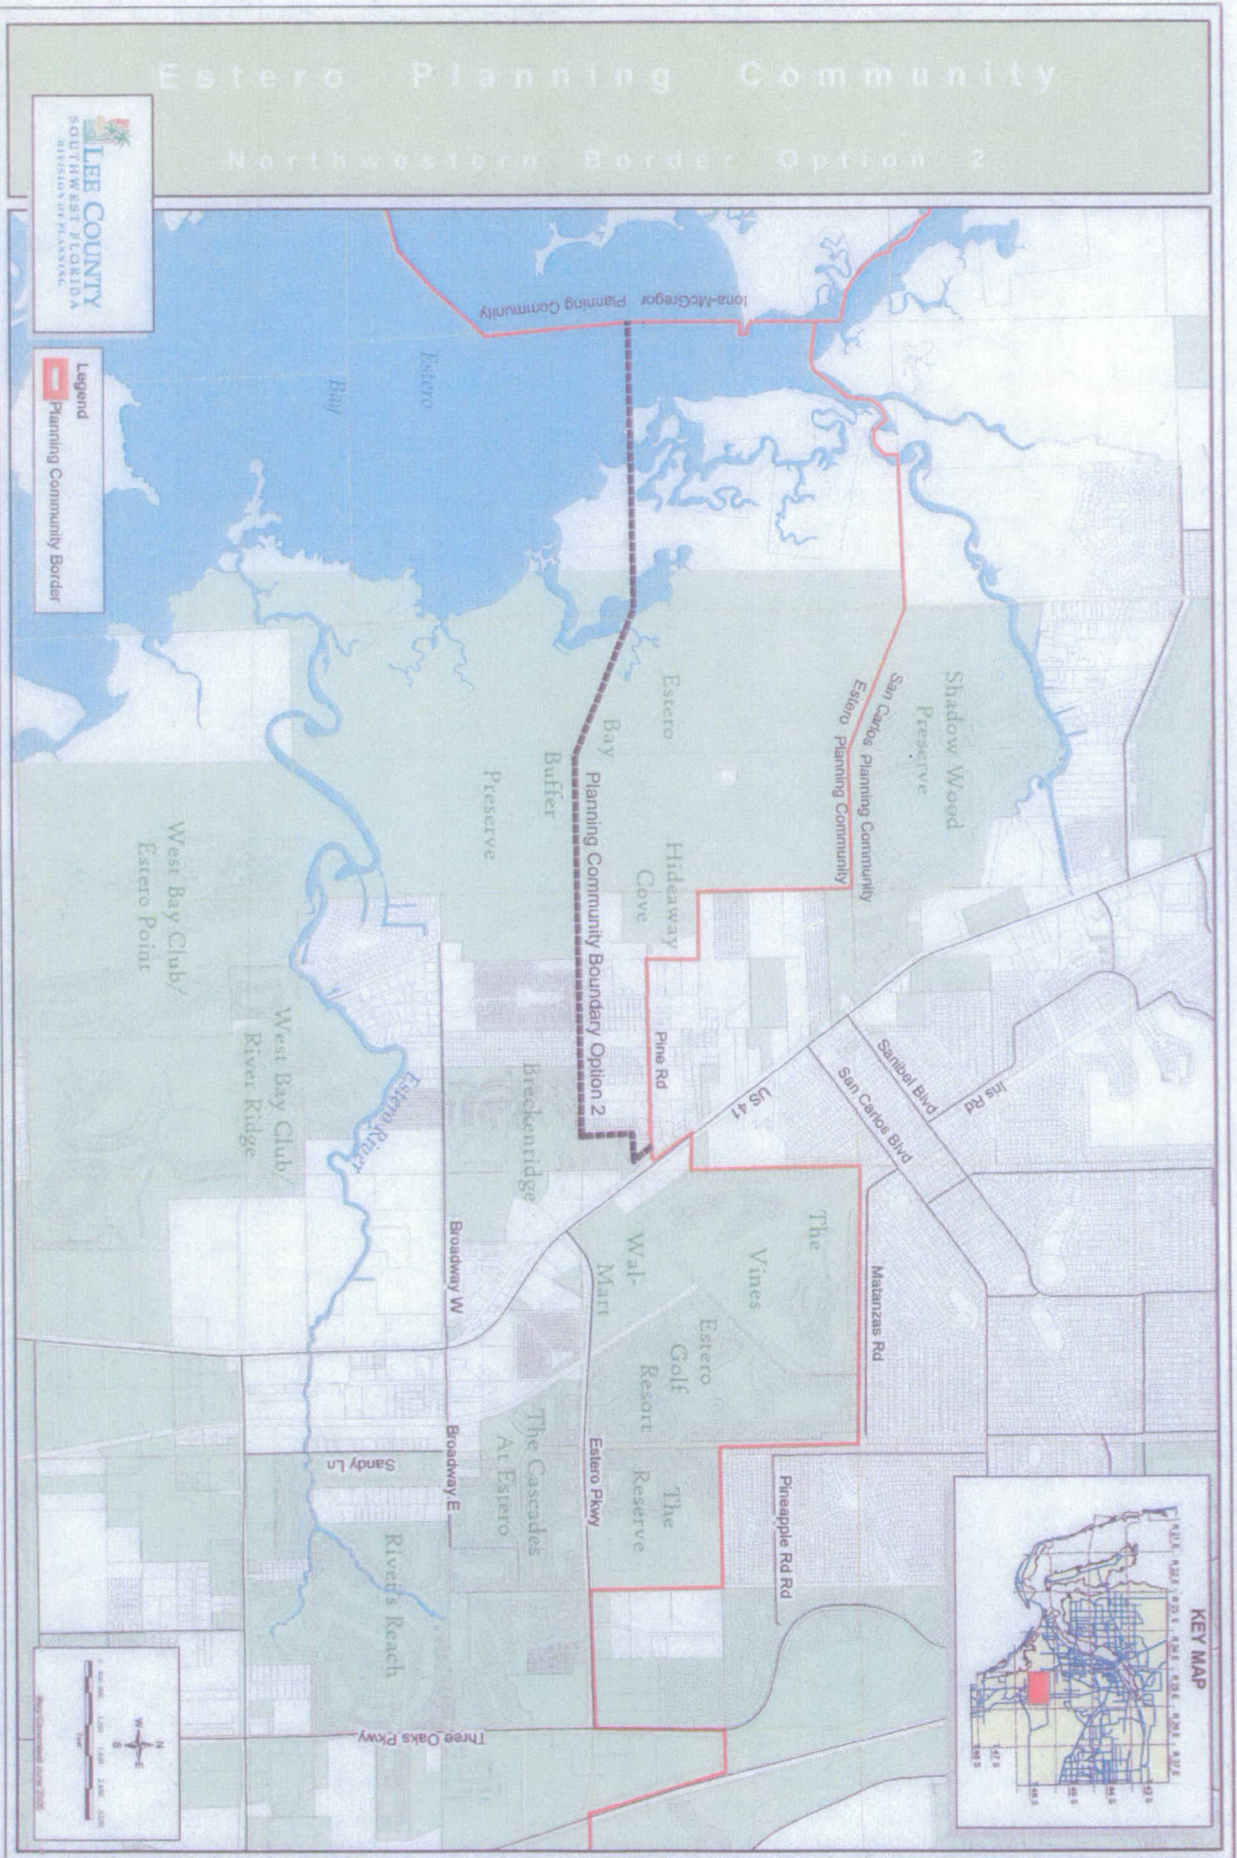 Estero Planning Community
Northwestern Border Option 2
LEE COUNTY
SOUTHWEST FLORIDA
DIVISION OF PLANNING
Legend
Planning Community Border
Iona-McGregor Planning Community
Estero
Bay
Shadow Wood
Preserve
San Carlos Planning Community
Estero Planning Community
Estero
Bay
Buffer
Preserve
Hideaway
Cove
Planning Community Boundary Option 2
Pine Rd
US 41
Sanibel Blvd
San Carlos Blvd
Iris Rd
West Bay Club/
Estero Point
West Bay Club/
River Ridge
Estero River
Breckenridge
Broadway W
The
Vines
Wal-
Mart
Estero
Golf
Resort
Matanzas Rd
The
Reserve
Pineapple Rd Rd
Estero Pkwy
The Cascades
At Estero
Broadway E
Sandy Ln
River's Reach
Three Oaks Pkwy
KEY MAP
N
W
E
S
Feet